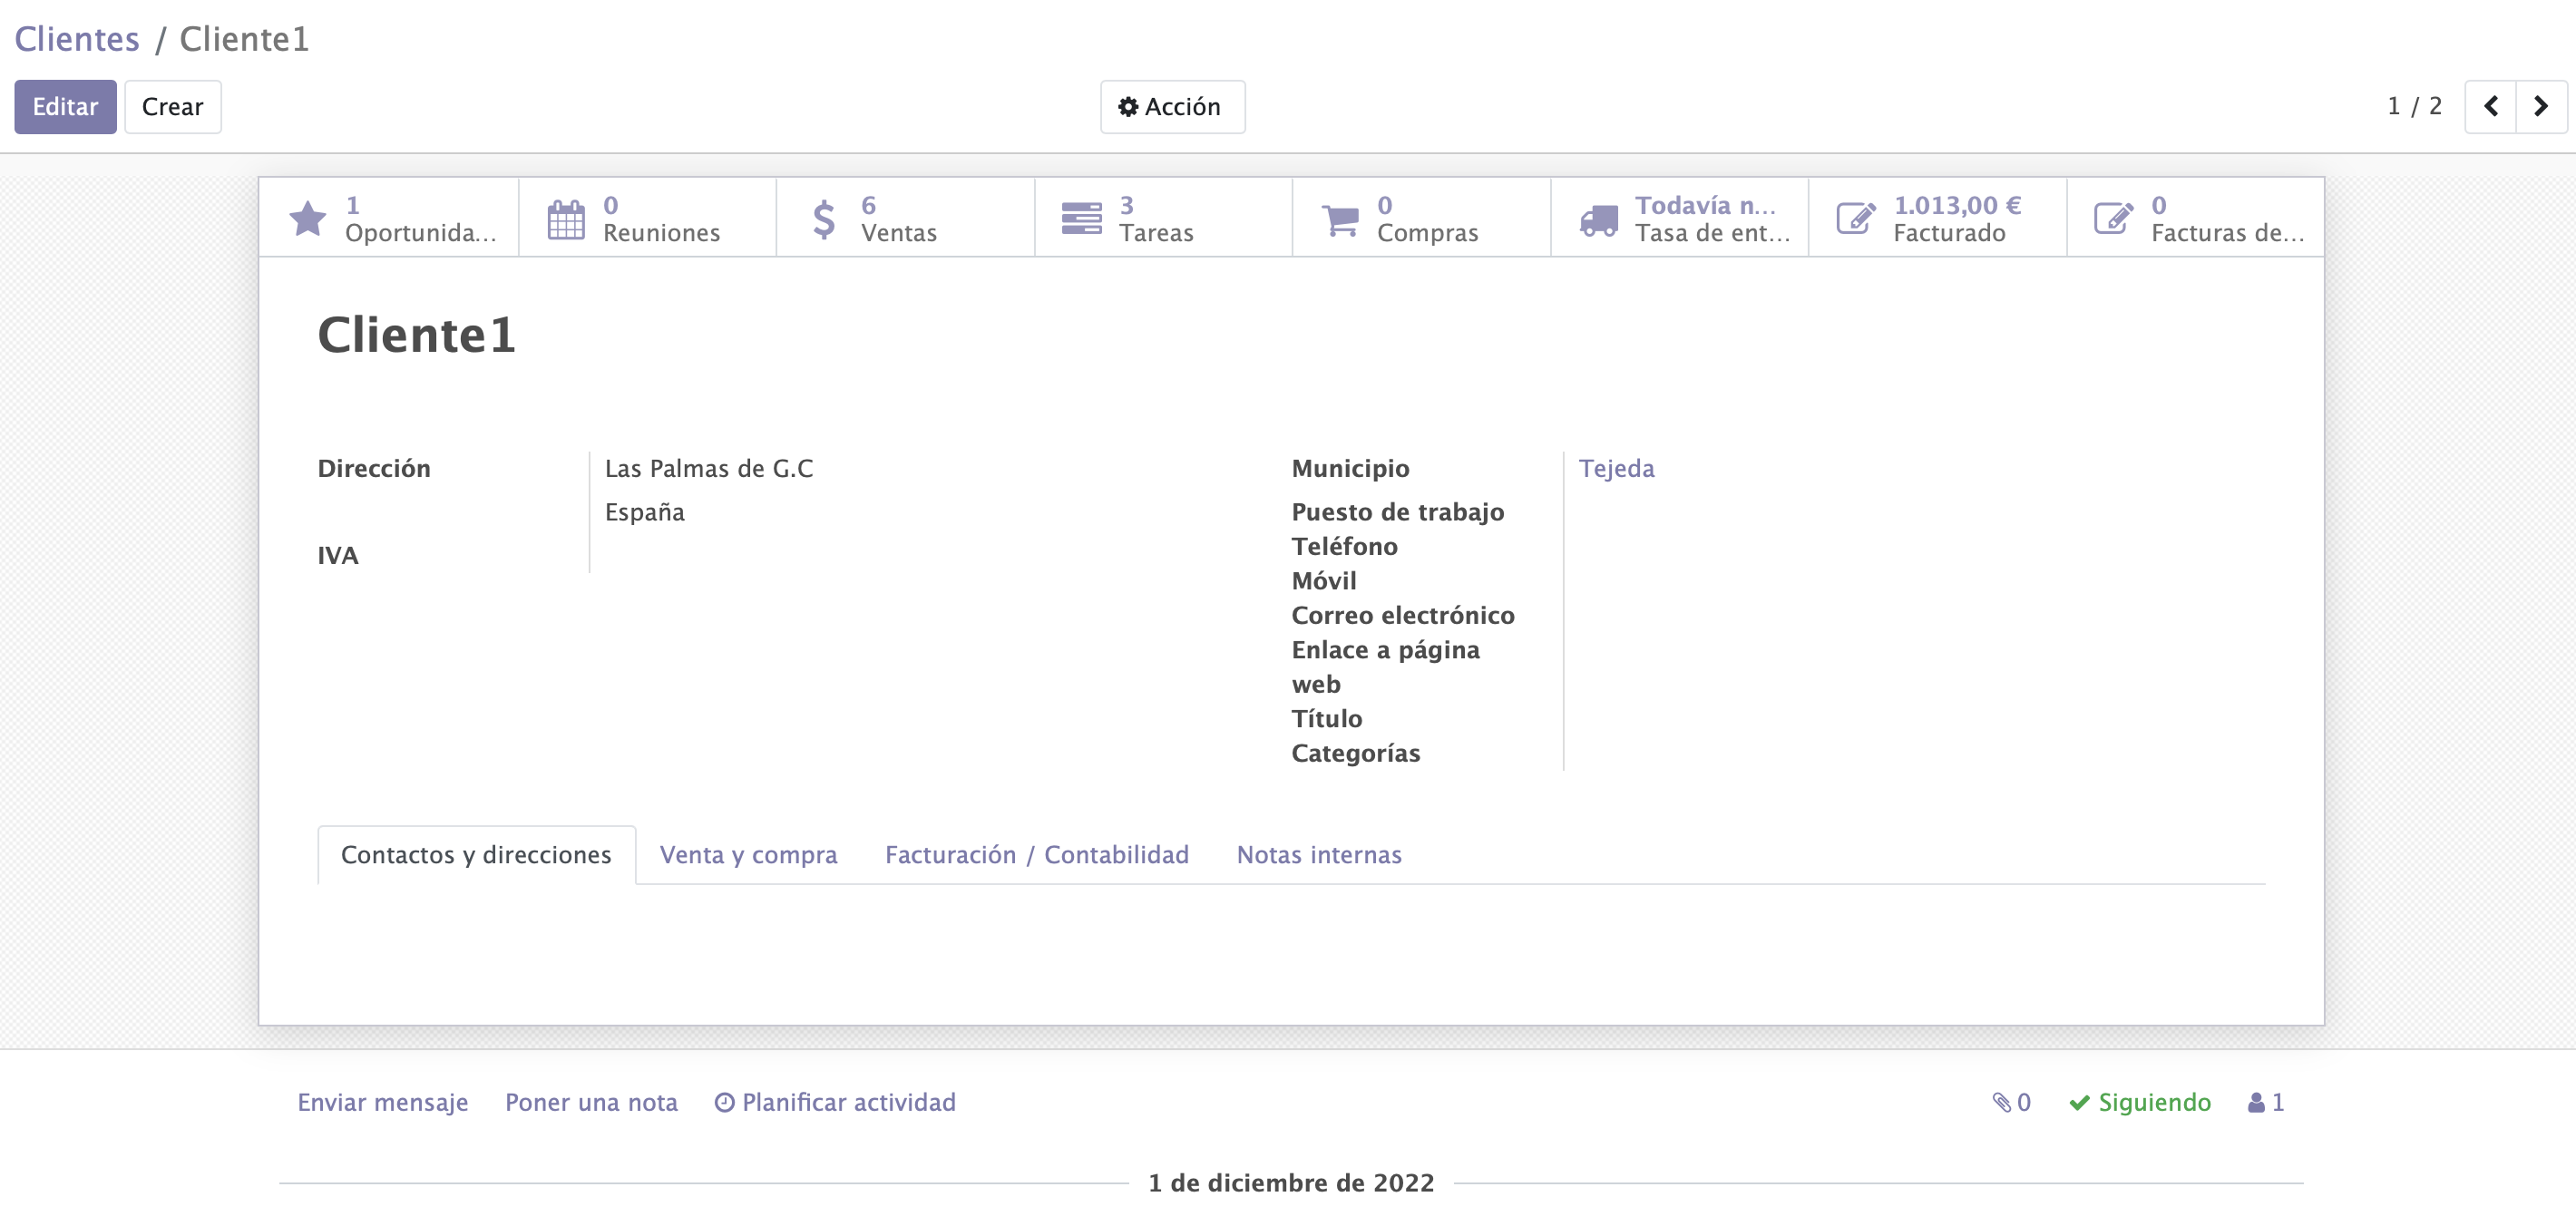 Clientes / Cliente1
Editar
Crear
Acción
1 / 2
1
Oportunida...
0
Reuniones
6
Ventas
3
Tareas
0
Compras
Todavía n...
Tasa de ent...
1.013,00 €
Facturado
0
Facturas de...
Cliente1
Dirección
Las Palmas de G.C
España
IVA
Municipio
Tejeda
Puesto de trabajo
Teléfono
Móvil
Correo electrónico
Enlace a página
web
Título
Categorías
Contactos y direcciones
Venta y compra
Facturación / Contabilidad
Notas internas
Enviar mensaje
Poner una nota
Planificar actividad
0
Siguiendo
1
1 de diciembre de 2022